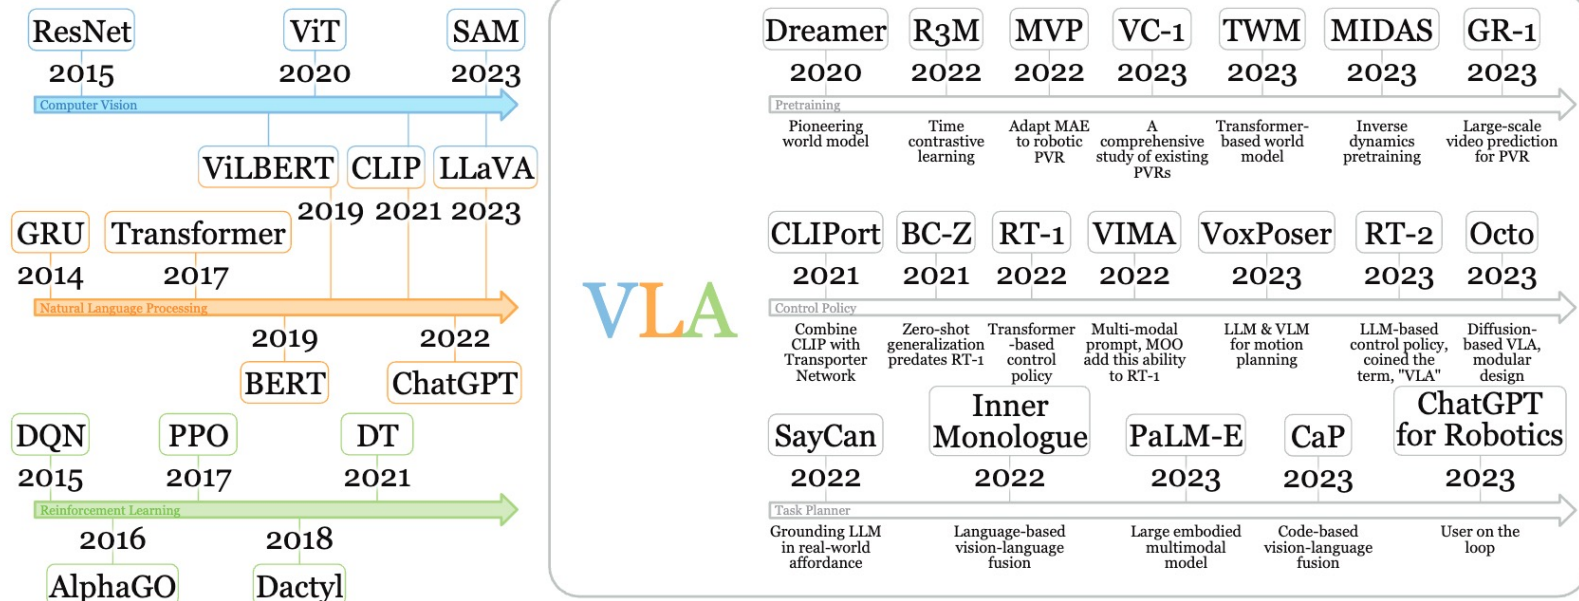 ResNet
ViT
SAM
2015
2020
2023
Computer Vision
ViLBERT
CLIP
LLaVA
2019
2021
2023
GRU
Transformer
2014
2017
Natural Language Processing
2019
2022
BERT
ChatGPT
DQN
PPO
DT
2015
2017
2021
Reinforcement Learning
2016
2018
AlphaGO
Dactyl
VLA
Dreamer
R3M
MVP
VC-1
TWM
MIDAS
GR-1
2020
2022
2022
2023
2023
2023
2023
Pretraining
Pioneering
world model
Time
contrastive
learning
Adapt MAE
to robotic
PVR
A
comprehensive
study of existing
PVRs
Transformer-
based world
model
Inverse
dynamics
pretraining
Large-scale
video prediction
for PVR
CLIPort
BC-Z
RT-1
VIMA
VoxPoser
RT-2
Octo
2021
2021
2022
2022
2023
2023
2023
Control Policy
Combine
CLIP with
Transporter
Network
Zero-shot
generalization
predates RT-1
Transformer
-based
control
policy
Multi-modal
prompt, MOO
add this ability
to RT-1
LLM & VLM
for motion
planning
LLM-based
control policy,
coined the
term, "VLA"
Diffusion-
based VLA,
modular
design
SayCan
Inner
Monologue
PaLM-E
CaP
ChatGPT
for Robotics
2022
2022
2023
2023
2023
Task Planner
Grounding LLM
in real-world
affordance
Language-based
vision-language
fusion
Large embodied
multimodal
model
Code-based
vision-language
fusion
User on the
loop